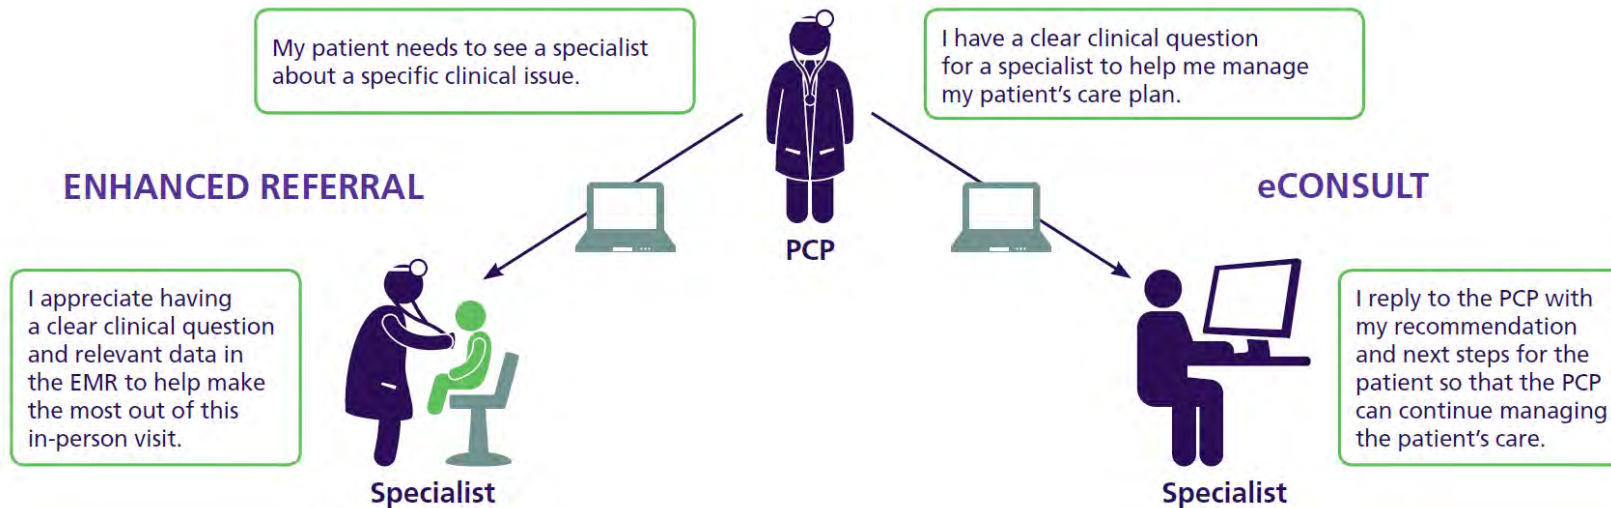 My patient needs to see a specialist
about a specific clinical issue.
I have a clear clinical question
for a specialist to help me manage
my patient’s care plan.
ENHANCED REFERRAL
eCONSULT
PCP
I appreciate having
a clear clinical question
and relevant data in
the EMR to help make
the most out of this
in-person visit.
I reply to the PCP with
my recommendation
and next steps for the
patient so that the PCP
can continue managing
the patient’s care.
Specialist
Specialist